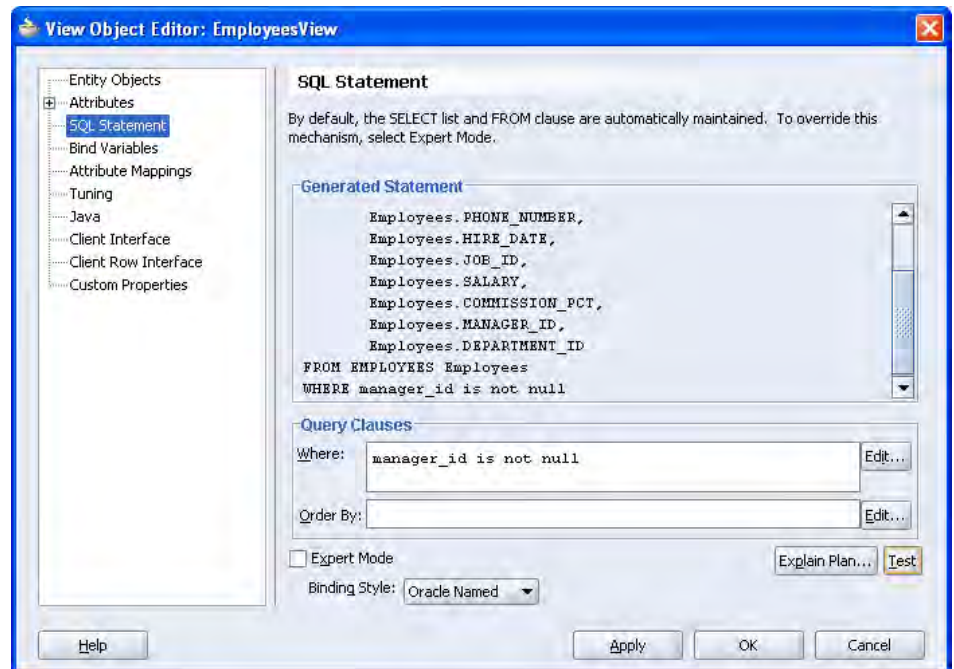 View Object Editor: EmployeesView
Entity Objects
Attributes
SQL Statement
Bind Variables
Attribute Mappings
Tuning
Java
Client Interface
Client Row Interface
Custom Properties
SQL Statement
By default, the SELECT list and FROM clause are automatically maintained. To override this
mechanism, select Expert Mode.
Generated Statement
Employees.PHONE_NUMBER,
Employees.HIRE_DATE,
Employees.JOB_ID,
Employees.SALARY,
Employees.COMMISSION_PCT,
Employees.MANAGER_ID,
Employees.DEPARTMENT_ID
FROM EMPLOYEES Employees
WHERE manager_id is not null
Query Clauses
Where: manager_id is not null Edit...
Order By: Edit...
Expert Mode Explain Plan... Test
Binding Style: Oracle Named
Help Apply OK Cancel